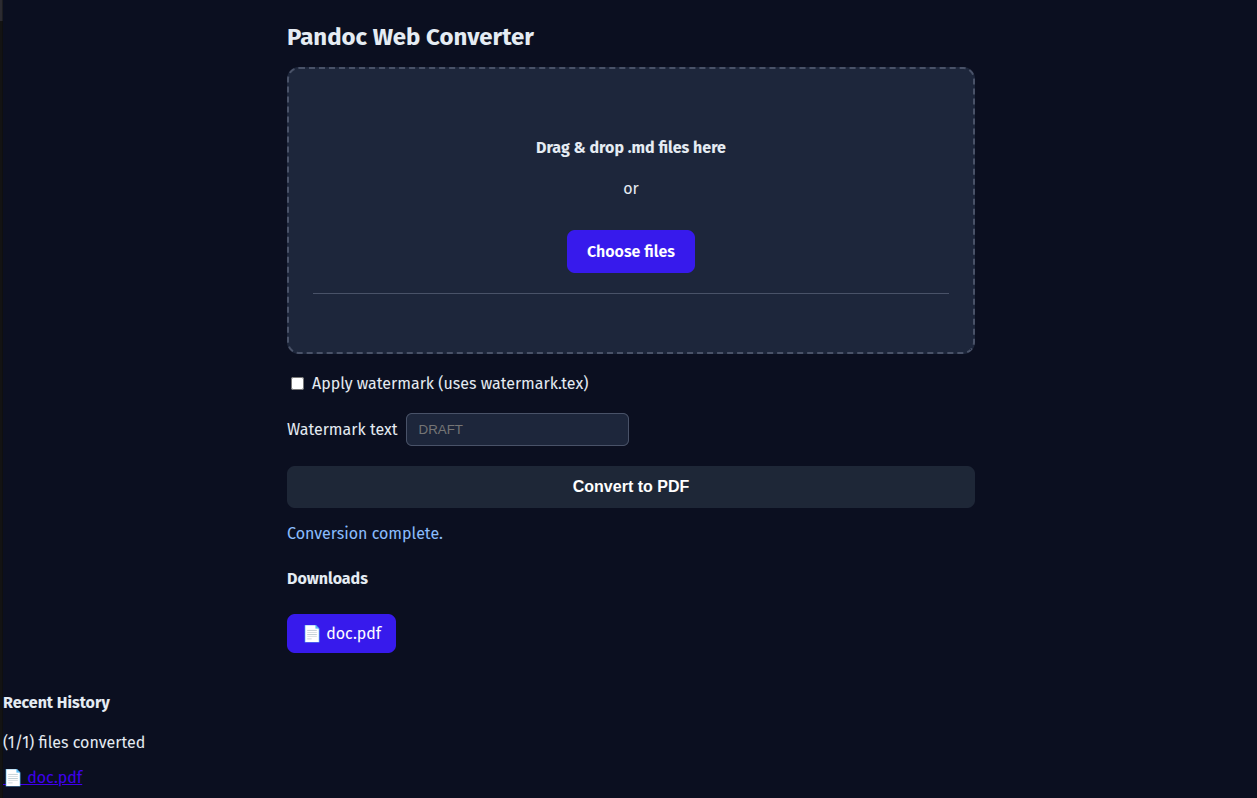 Pandoc Web Converter
Drag & drop .md files here
or
Choose files
Apply watermark (uses watermark.tex)
Watermark text DRAFT
Convert to PDF
Conversion complete.
Downloads
doc.pdf
Recent History
(1/1) files converted
doc.pdf